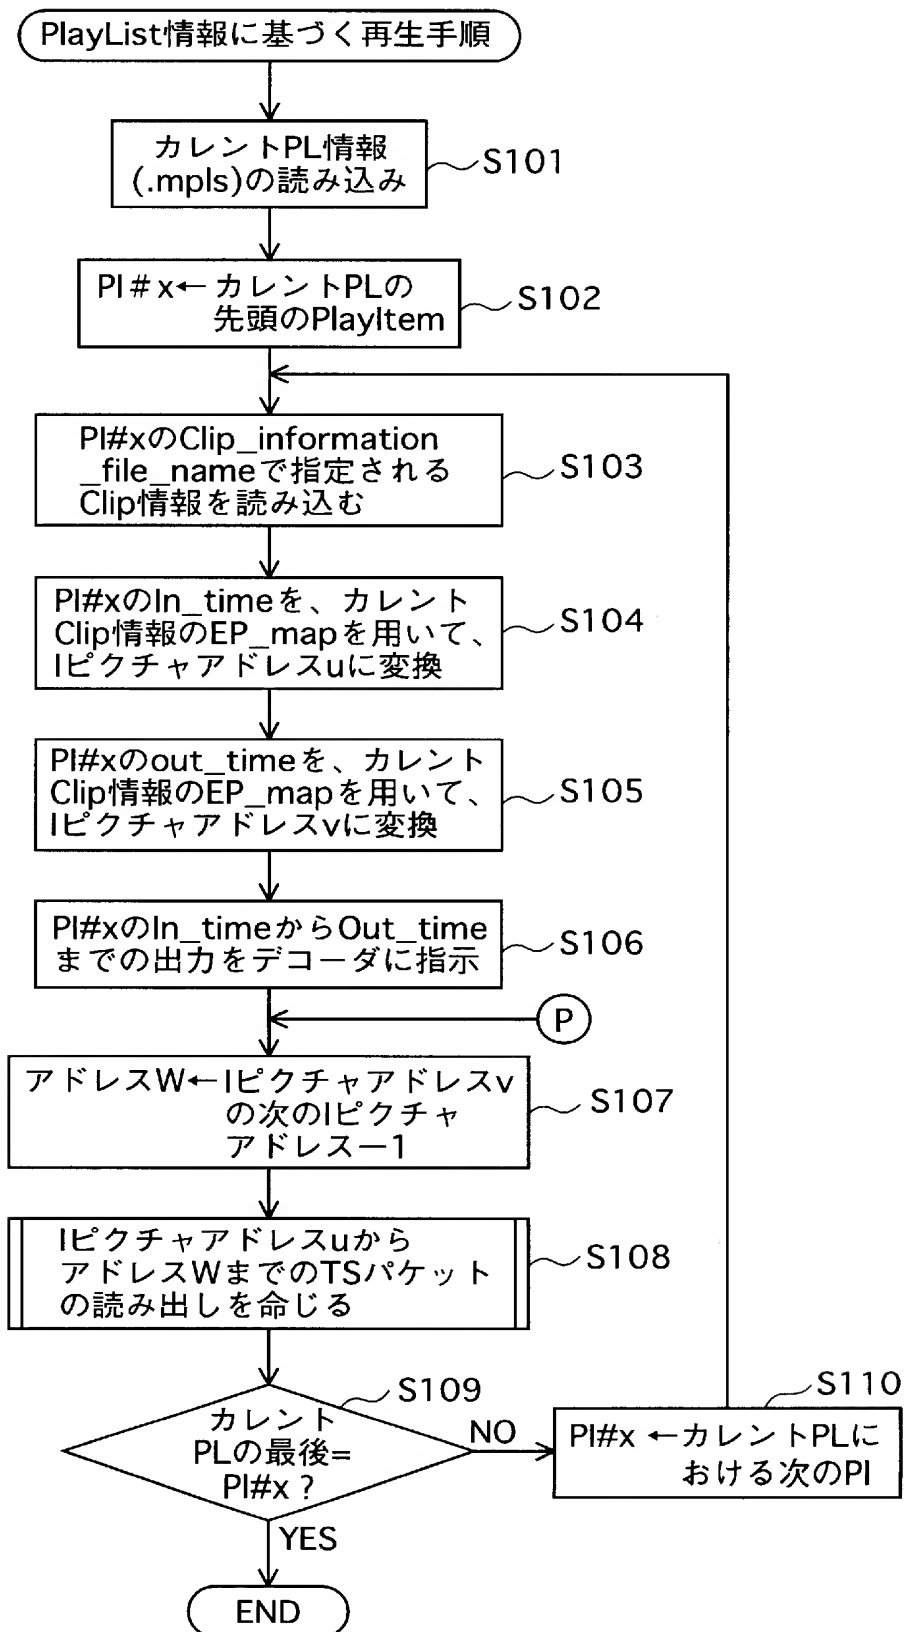 PlayList情報に基づく再生手順
カレントPL情報
(.mpls)の読み込み
S101
PI#x←カレントPLの
先頭のPlayItem
S102
PI#xのClip_information
_file_nameで指定される
Clip情報を読み込む
S103
PI#xのIn_timeを、カレント
Clip情報のEP_mapを用いて、
Iピクチャアドレスuに変換
S104
PI#xのout_timeを、カレント
Clip情報のEP_mapを用いて、
Iピクチャアドレスvに変換
S105
PI#xのIn_timeからOut_time
までの出力をデコーダに指示
S106
P
アドレスW←Iピクチャアドレスv
の次のIピクチャ
アドレス−1
S107
Iピクチャアドレスuから
アドレスWまでのTSパケット
の読み出しを命じる
S108
カレント
PLの最後=
PI#x?
S109
NO
PI#x←カレントPLに
おける次のPI
S110
YES
END